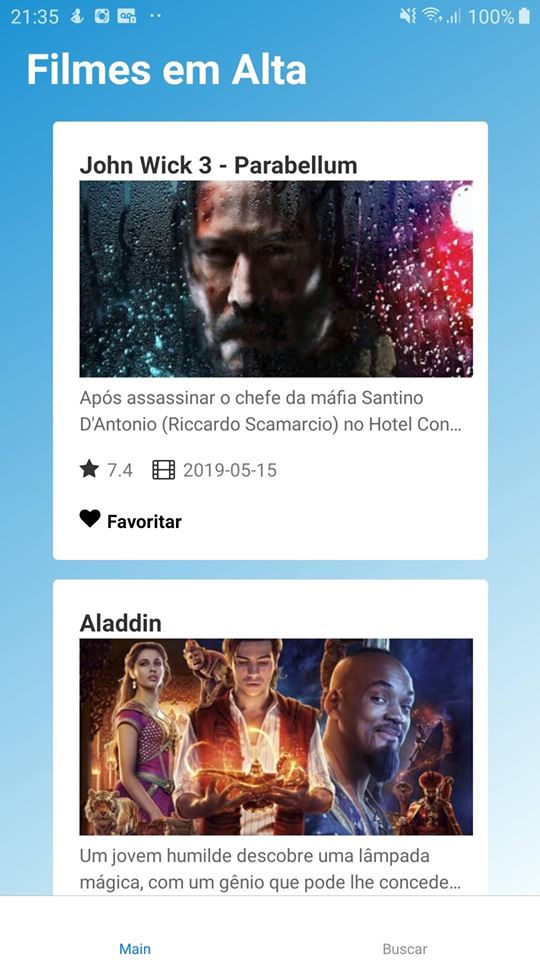 21:35
100%
Filmes em Alta
John Wick 3 - Parabellum
Após assassinar o chefe da máfia Santino
D'Antonio (Riccardo Scamarcio) no Hotel Con...
7.4 2019-05-15
Favoritar
Aladdin
Um jovem humilde descobre uma lâmpada
mágica, com um gênio que pode lhe concede...
Main
Buscar